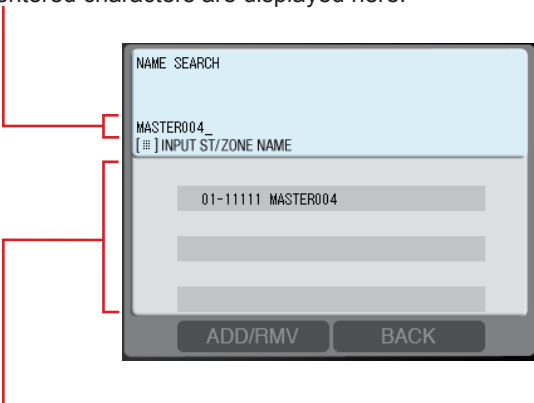 entered characters are displayed here.
NAME SEARCH
MASTER004_
[ ⠿ ] INPUT ST/ZONE NAME
01-11111 MASTER004
ADD/RMV BACK